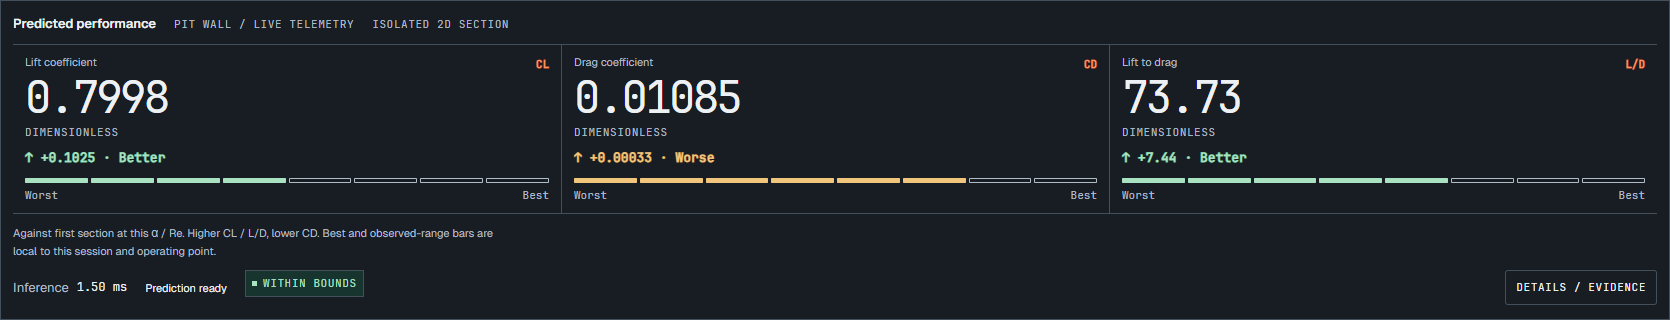 Predicted performance PIT WALL / LIVE TELEMETRY ISOLATED 2D SECTION
Lift coefficient CL
0.7998
DIMENSIONLESS
↑ +0.1025 · Better
Worst Best
Drag coefficient CD
0.01085
DIMENSIONLESS
↑ +0.00033 · Worse
Worst Best
Lift to drag L/D
73.73
DIMENSIONLESS
↑ +7.44 · Better
Worst Best
Against first section at this α / Re. Higher CL / L/D, lower CD. Best and observed-range bars are
local to this session and operating point.
Inference 1.50 ms Prediction ready WITHIN BOUNDS DETAILS / EVIDENCE